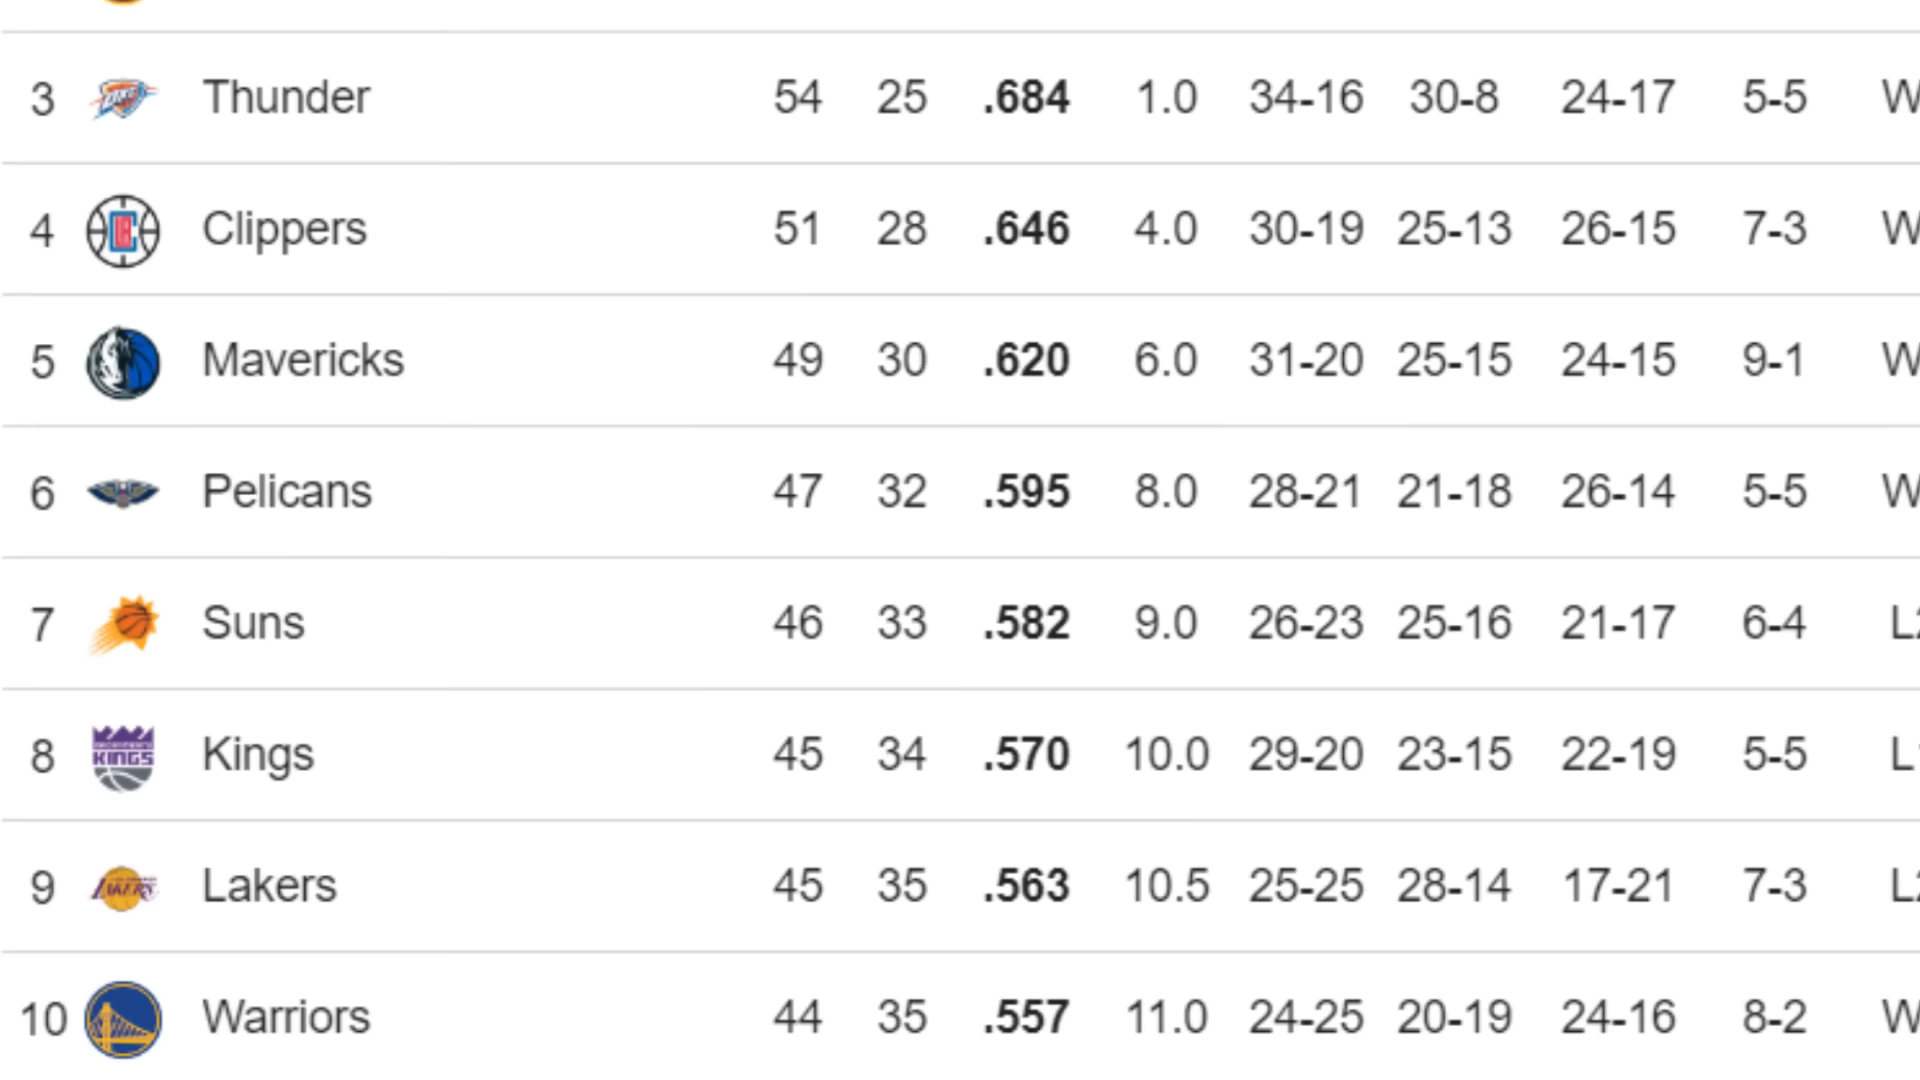 3 Thunder 54 25 .684 1.0 34-16 30-8 24-17 5-5 W
4 Clippers 51 28 .646 4.0 30-19 25-13 26-15 7-3 W
5 Mavericks 49 30 .620 6.0 31-20 25-15 24-15 9-1 W
6 Pelicans 47 32 .595 8.0 28-21 21-18 26-14 5-5 W
7 Suns 46 33 .582 9.0 26-23 25-16 21-17 6-4 L2
8 KINGS Kings 45 34 .570 10.0 29-20 23-15 22-19 5-5 L1
9 LAKERS Lakers 45 35 .563 10.5 25-25 28-14 17-21 7-3 L2
10 Warriors 44 35 .557 11.0 24-25 20-19 24-16 8-2 W